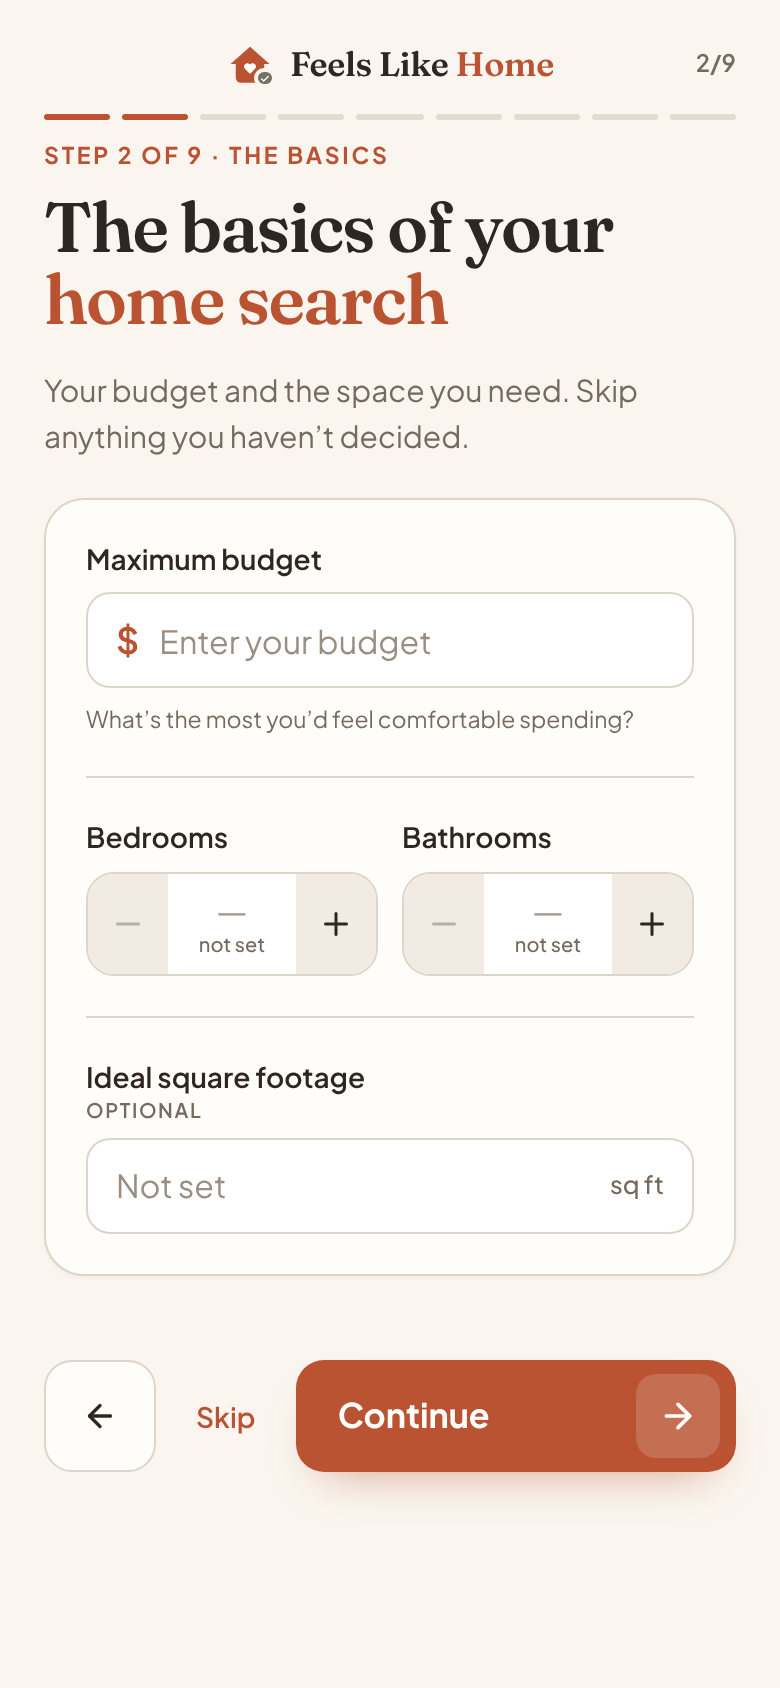 Feels Like Home
2/9
STEP 2 OF 9 · THE BASICS
The basics of your
home search
Your budget and the space you need. Skip
anything you haven’t decided.
Maximum budget
$ Enter your budget
What’s the most you’d feel comfortable spending?
Bedrooms
Bathrooms
— — +
not set
— — +
not set
Ideal square footage
OPTIONAL
Not set sq ft
Skip
Continue